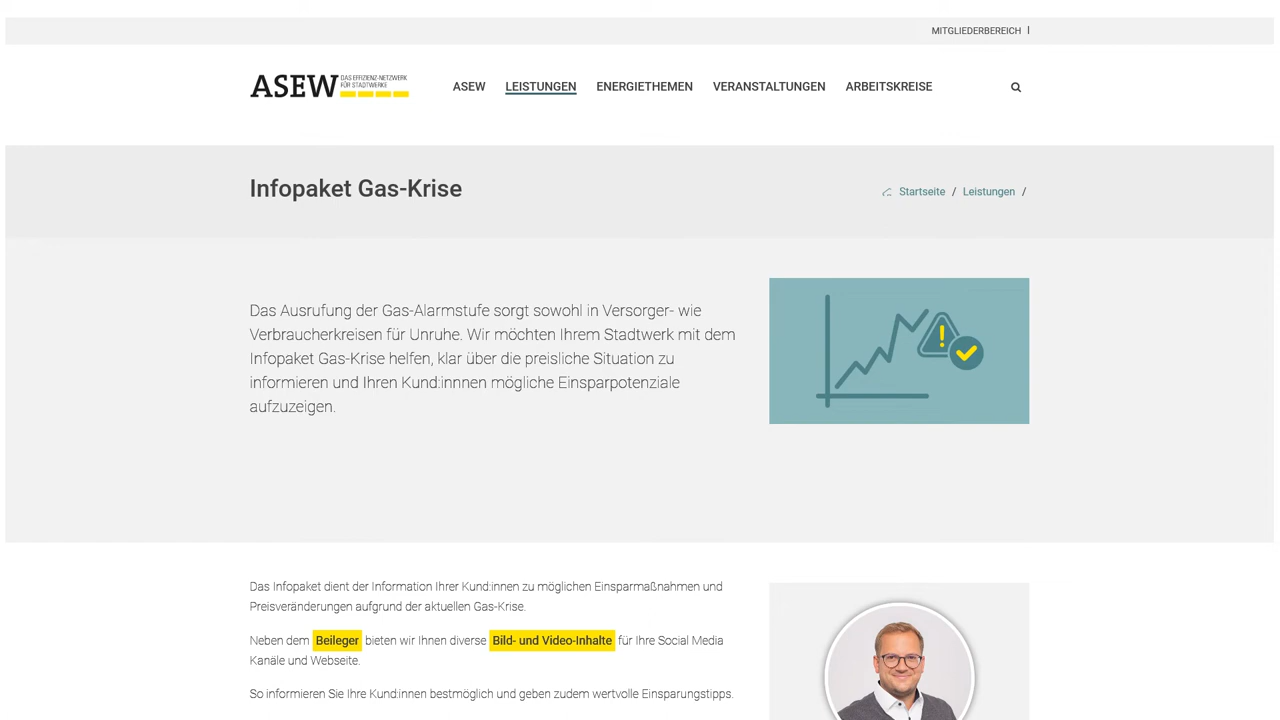 MITGLIEDERBEREICH |
ASEW DAS EFFIZIENZ-NETZWERK
FÜR STADTWERKE
ASEW LEISTUNGEN ENERGIETHEMEN VERANSTALTUNGEN ARBEITSKREISE
Infopaket Gas-Krise
Startseite / Leistungen /
Das Ausrufung der Gas-Alarmstufe sorgt sowohl in Versorger- wie
Verbraucherkreisen für Unruhe. Wir möchten Ihrem Stadtwerk mit dem
Infopaket Gas-Krise helfen, klar über die preisliche Situation zu
informieren und Ihren Kund:innnen mögliche Einsparpotenziale
aufzuzeigen.
Das Infopaket dient der Information Ihrer Kund:innen zu möglichen Einsparmaßnahmen und
Preisveränderungen aufgrund der aktuellen Gas-Krise.
Neben dem Beileger bieten wir Ihnen diverse Bild- und Video-Inhalte für Ihre Social Media
Kanäle und Webseite.
So informieren Sie Ihre Kund:innen bestmöglich und geben zudem wertvolle Einsparungstipps.